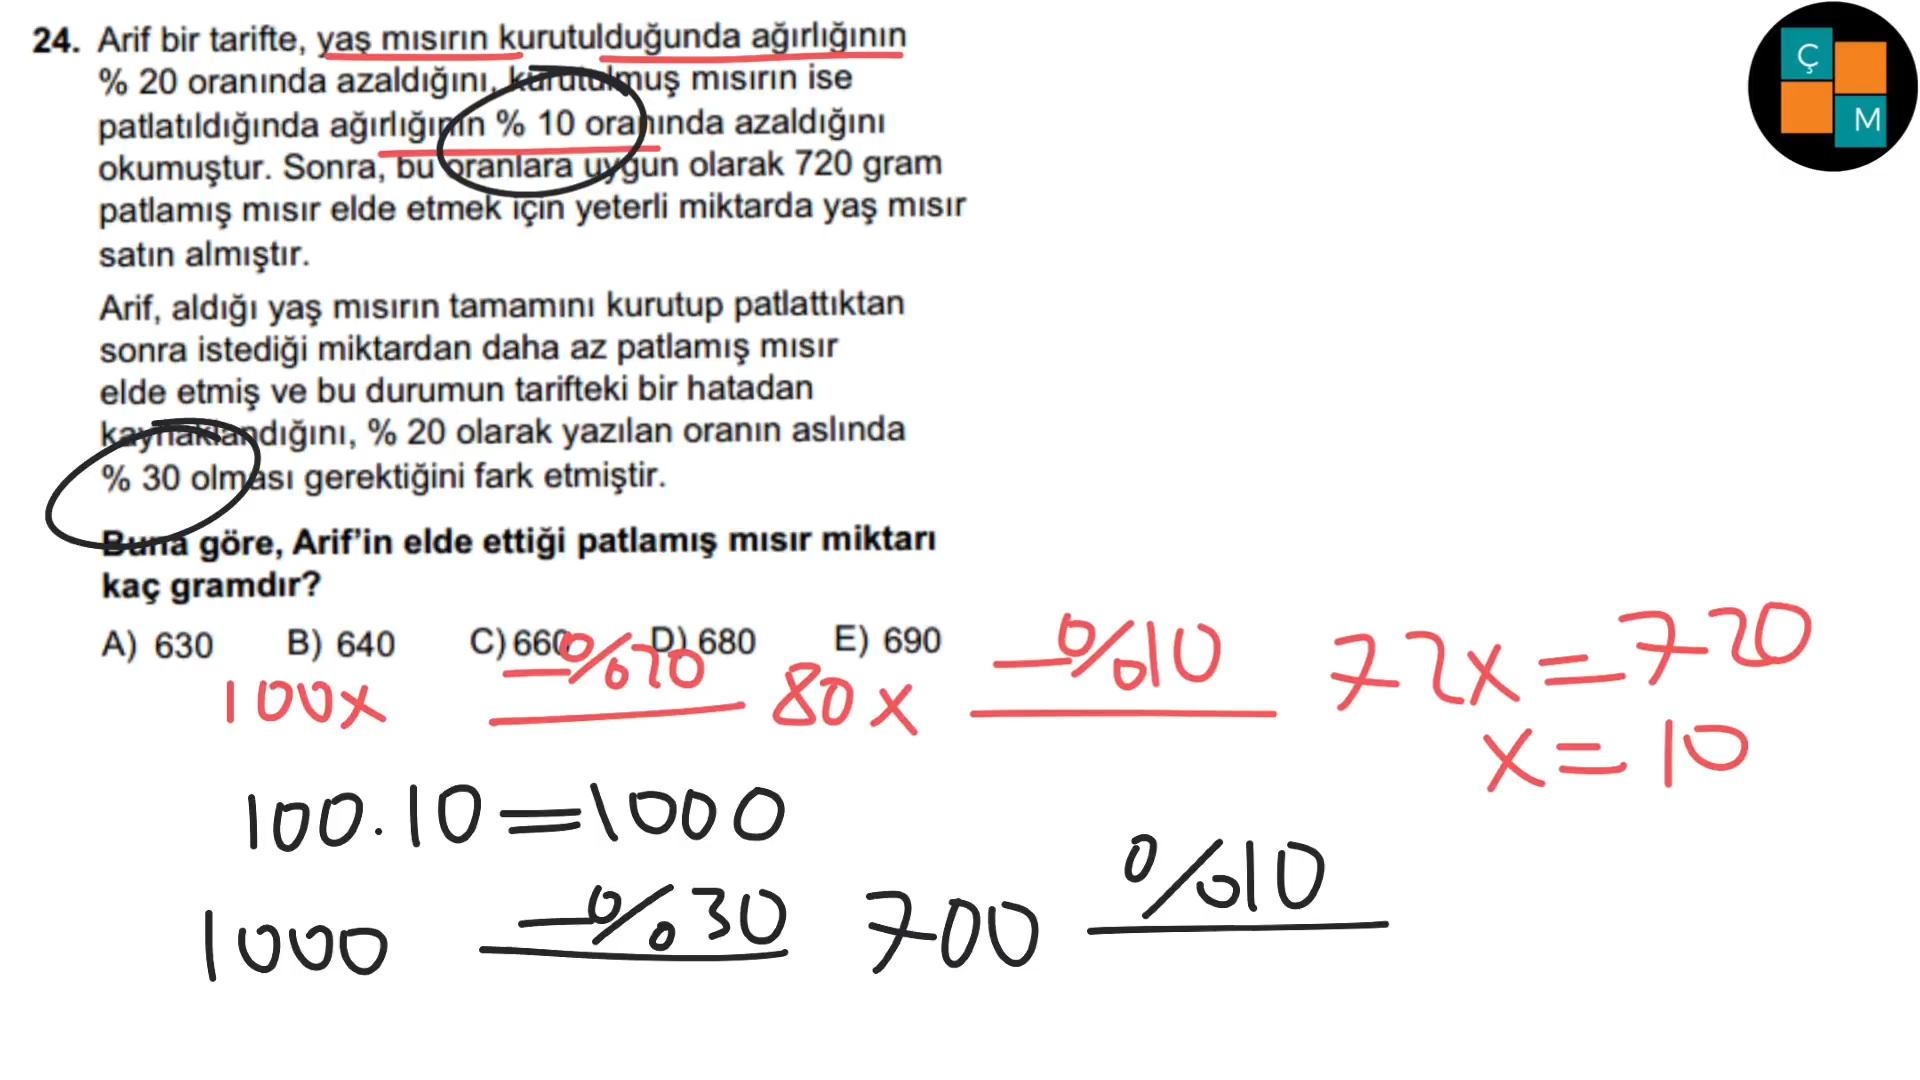 24. Arif bir tarifte, yaş mısırın kurutulduğunda ağırlığının
% 20 oranında azaldığını, kurutulmuş mısırın ise
patlatıldığında ağırlığının % 10 oranında azaldığını
okumuştur. Sonra, bu oranlara uygun olarak 720 gram
patlamış mısır elde etmek için yeterli miktarda yaş mısır
satın almıştır.
Arif, aldığı yaş mısırın tamamını kurutup patlattıktan
sonra istediği miktardan daha az patlamış mısır
elde etmiş ve bu durumun tarifteki bir hatadan
kaynaklandığını, % 20 olarak yazılan oranın aslında
% 30 olması gerektiğini fark etmiştir.
Buna göre, Arif'in elde ettiği patlamış mısır miktarı
kaç gramdır?
A) 630 B) 640 C) 660 D) 680 E) 690
100x -%20 80x -%10 72x=720
x=10
100.10=1000
1000 -%30 700 %10
Ç
M